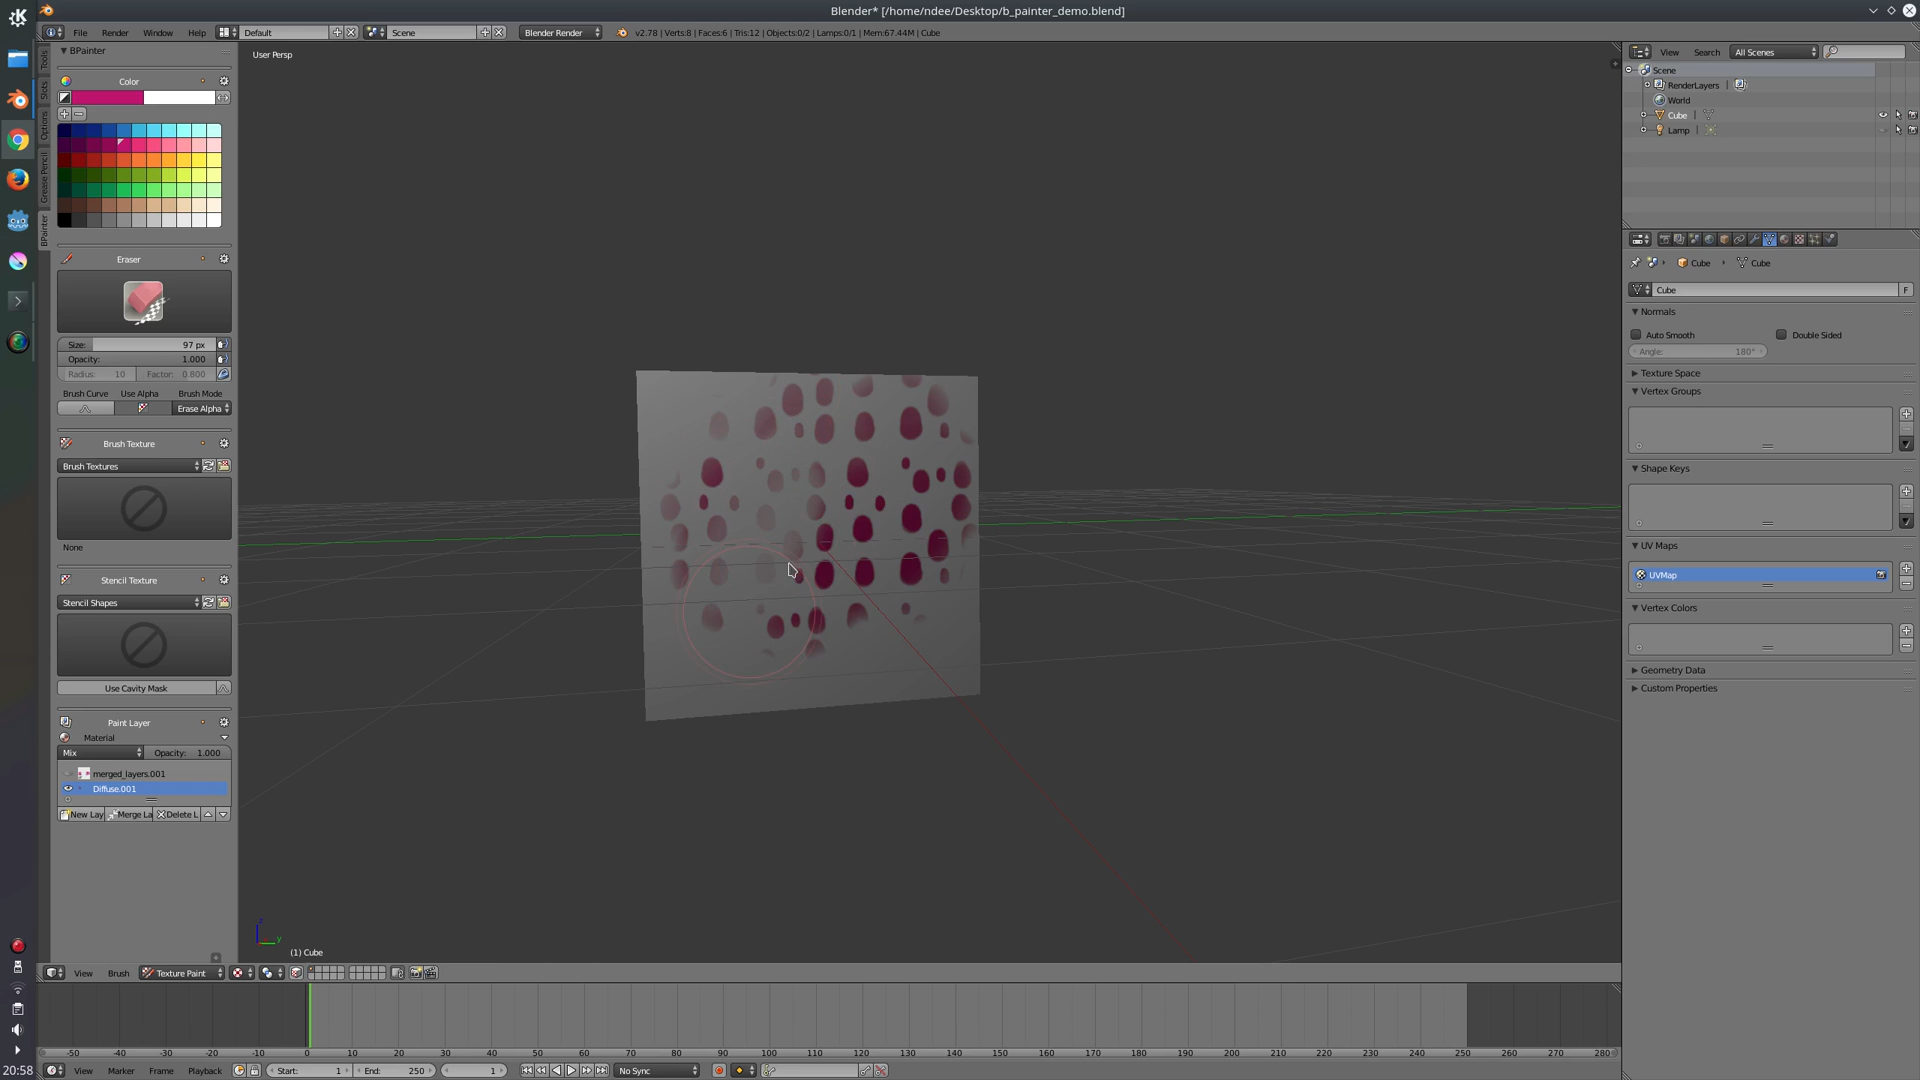 Blender* [/home/ndee/Desktop/b_painter_demo.blend]
File Render Window Help Default Scene Blender Render v2.78 | Verts:8 | Faces:6 | Tris:12 | Objects:0/2 | Lamps:0/1 | Mem:67.44M | Cube
BPainter
Color
Tools
Slots
Options
Grease Pencil
BPainter
Eraser
Size: 97 px
Opacity: 1.000
Radius: 10 Factor: 0.800
Brush Curve Use Alpha Brush Mode
Erase Alpha
Brush Texture
Brush Textures
None
Stencil Texture
Stencil Shapes
Use Cavity Mask
Paint Layer
Material
Mix Opacity: 1.000
merged_layers.001
Diffuse.001
New Lay Merge La Delete L
User Persp
z
y
(1) Cube
View Brush Texture Paint
-50 -40 -30 -20 -10 0 10 20 30 40 50 60 70 80 90 100 110 120 130 140 150 160 170 180 190 200 210 220 230 240 250 260 270 280
View Marker Frame Playback Start: 1 End: 250 1 No Sync
20:58
View Search All Scenes
Scene
RenderLayers |
World
Cube |
Lamp |
Cube Cube
Cube F
Normals
Auto Smooth Double Sided
Angle: 180°
Texture Space
Vertex Groups
Shape Keys
UV Maps
UVMap
Vertex Colors
Geometry Data
Custom Properties